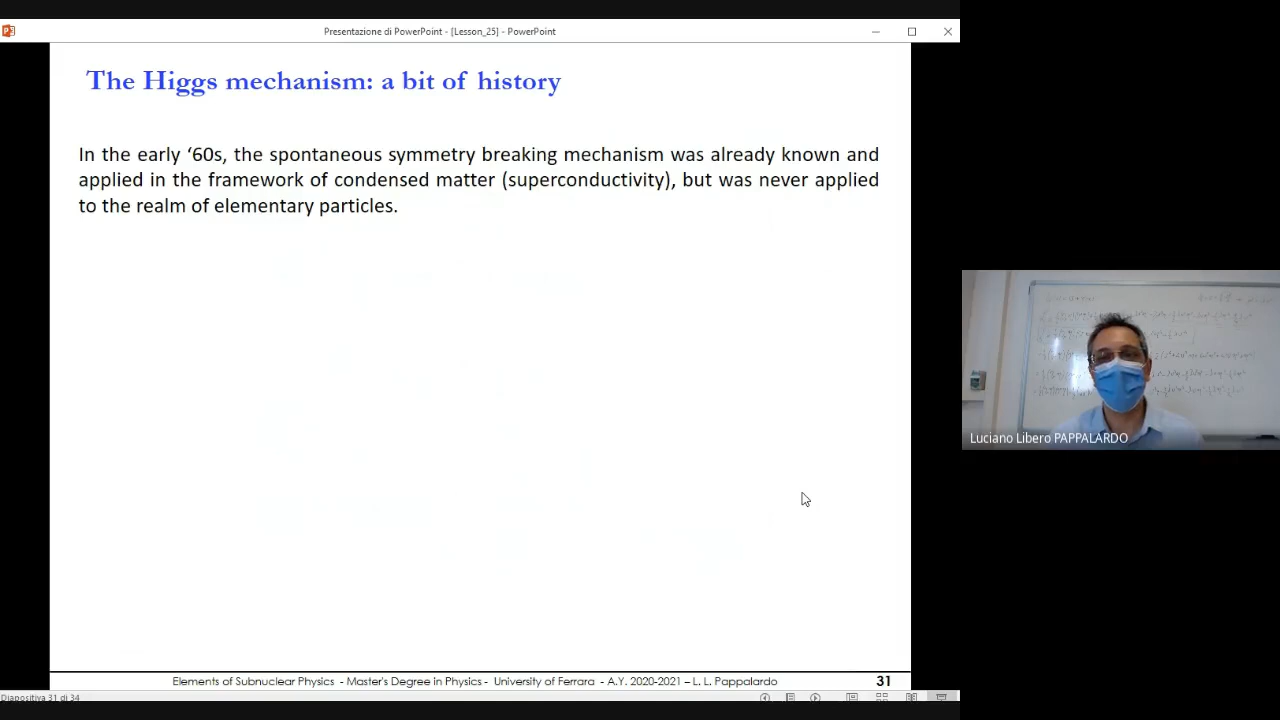 Presentazione di PowerPoint - [Lesson_25] - PowerPoint
The Higgs mechanism: a bit of history
In the early ‘60s, the spontaneous symmetry breaking mechanism was already known and
applied in the framework of condensed matter (superconductivity), but was never applied
to the realm of elementary particles.
Luciano Libero PAPPALARDO
Elements of Subnuclear Physics - Master's Degree in Physics - University of Ferrara - A.Y. 2020-2021 – L. L. Pappalardo
31
Diapositiva 31 di 34